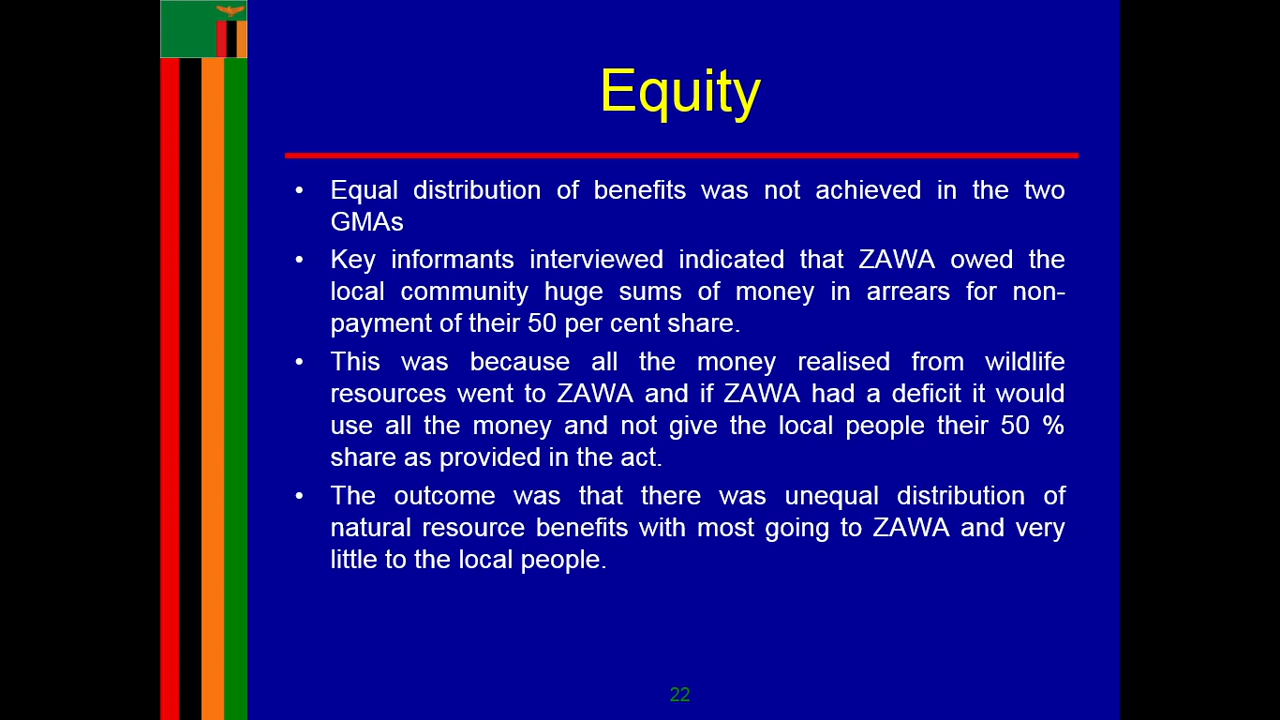 Equity
• Equal distribution of benefits was not achieved in the two
GMAs
• Key informants interviewed indicated that ZAWA owed the
local community huge sums of money in arrears for non-
payment of their 50 per cent share.
• This was because all the money realised from wildlife
resources went to ZAWA and if ZAWA had a deficit it would
use all the money and not give the local people their 50 %
share as provided in the act.
• The outcome was that there was unequal distribution of
natural resource benefits with most going to ZAWA and very
little to the local people.
22